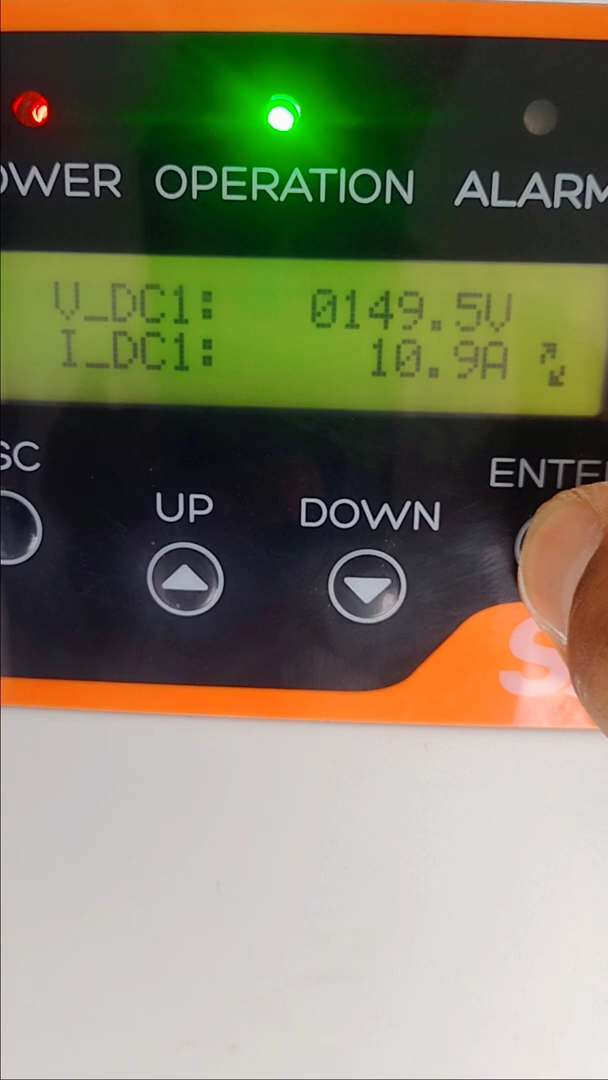 OWER OPERATION ALARM
V_DC1: 0149.5V
I_DC1: 10.9A
SC
ENTE
UP DOWN
S